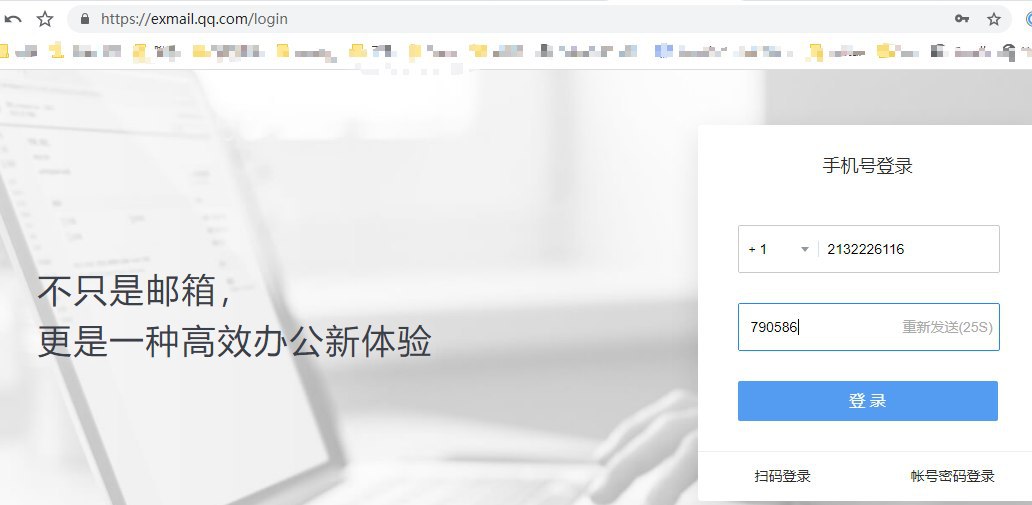 https://exmail.qq.com/login
手机号登录
+ 1 2132226116
不只是邮箱，
更是一种高效办公新体验
790586 重新发送(25S)
登 录
扫码登录 帐号密码登录